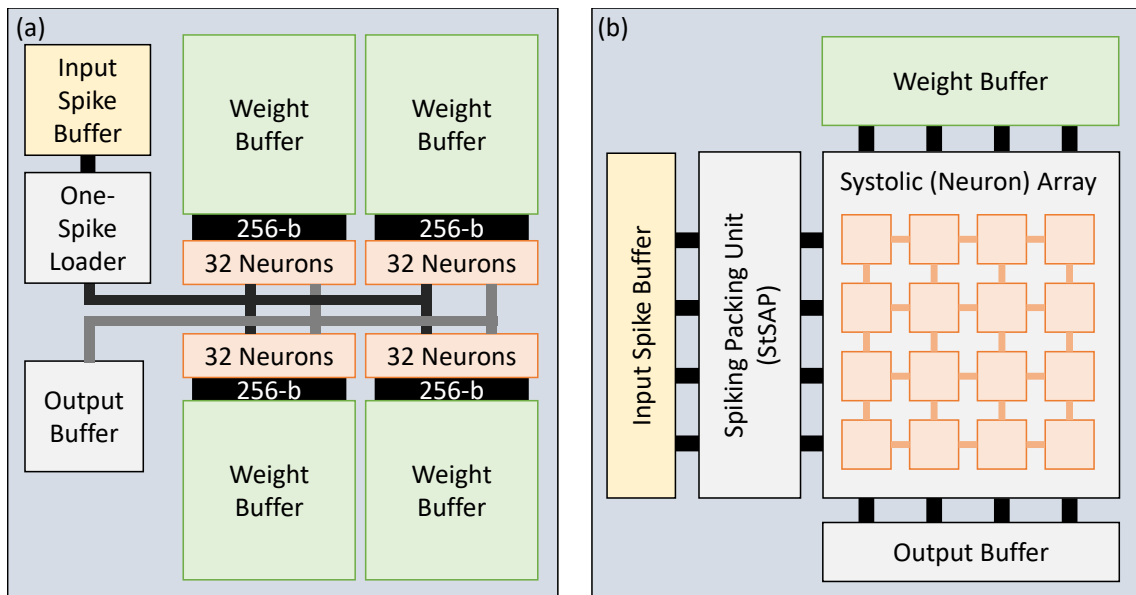 (a)
Input
Spike
Buffer
One-
Spike
Loader
Output
Buffer
Weight
Buffer
256-b
32 Neurons
Weight
Buffer
256-b
32 Neurons
32 Neurons
256-b
Weight
Buffer
32 Neurons
256-b
Weight
Buffer
(b)
Weight Buffer
Input Spike Buffer
Spiking Packing Unit
(StSAP)
Systolic (Neuron) Array
Output Buffer